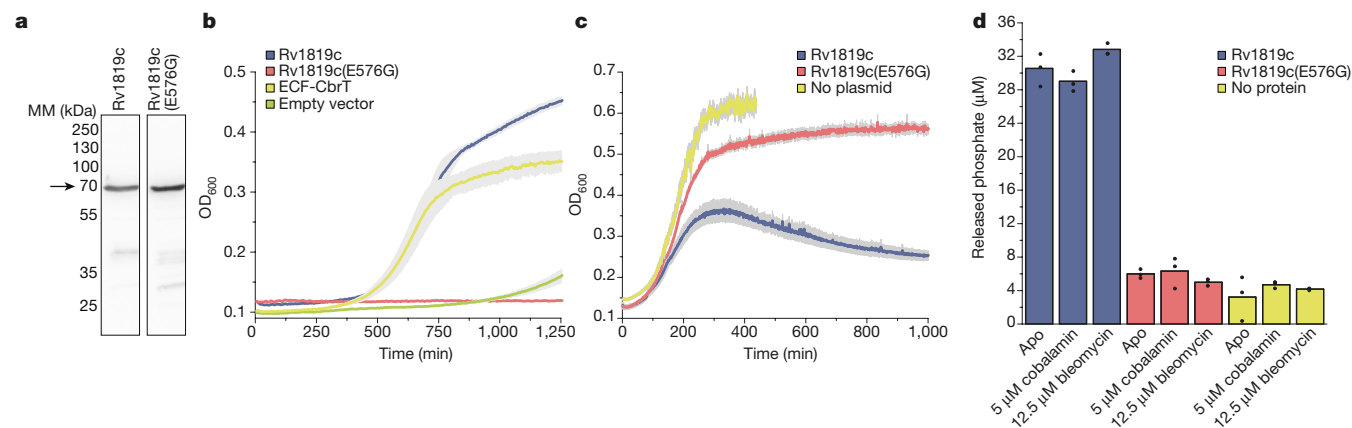 a
Rv1819c
Rv1819c
(E576G)
MM (kDa)
250
130
100
70
55
35
25
b
Rv1819c
Rv1819c(E576G)
ECF-CbrT
Empty vector
OD600
0.5
0.4
0.3
0.2
0.1
0
250
500
750
1,000
1,250
Time (min)
c
Rv1819c
Rv1819c(E576G)
No plasmid
OD600
0.7
0.6
0.5
0.4
0.3
0.2
0.1
0
200
400
600
800
1,000
Time (min)
d
Rv1819c
Rv1819c(E576G)
No protein
Released phosphate (μM)
36
32
28
24
20
16
12
8
4
0
Apo
5 μM cobalamin
12.5 μM bleomycin
Apo
5 μM cobalamin
12.5 μM bleomycin
Apo
5 μM cobalamin
12.5 μM bleomycin